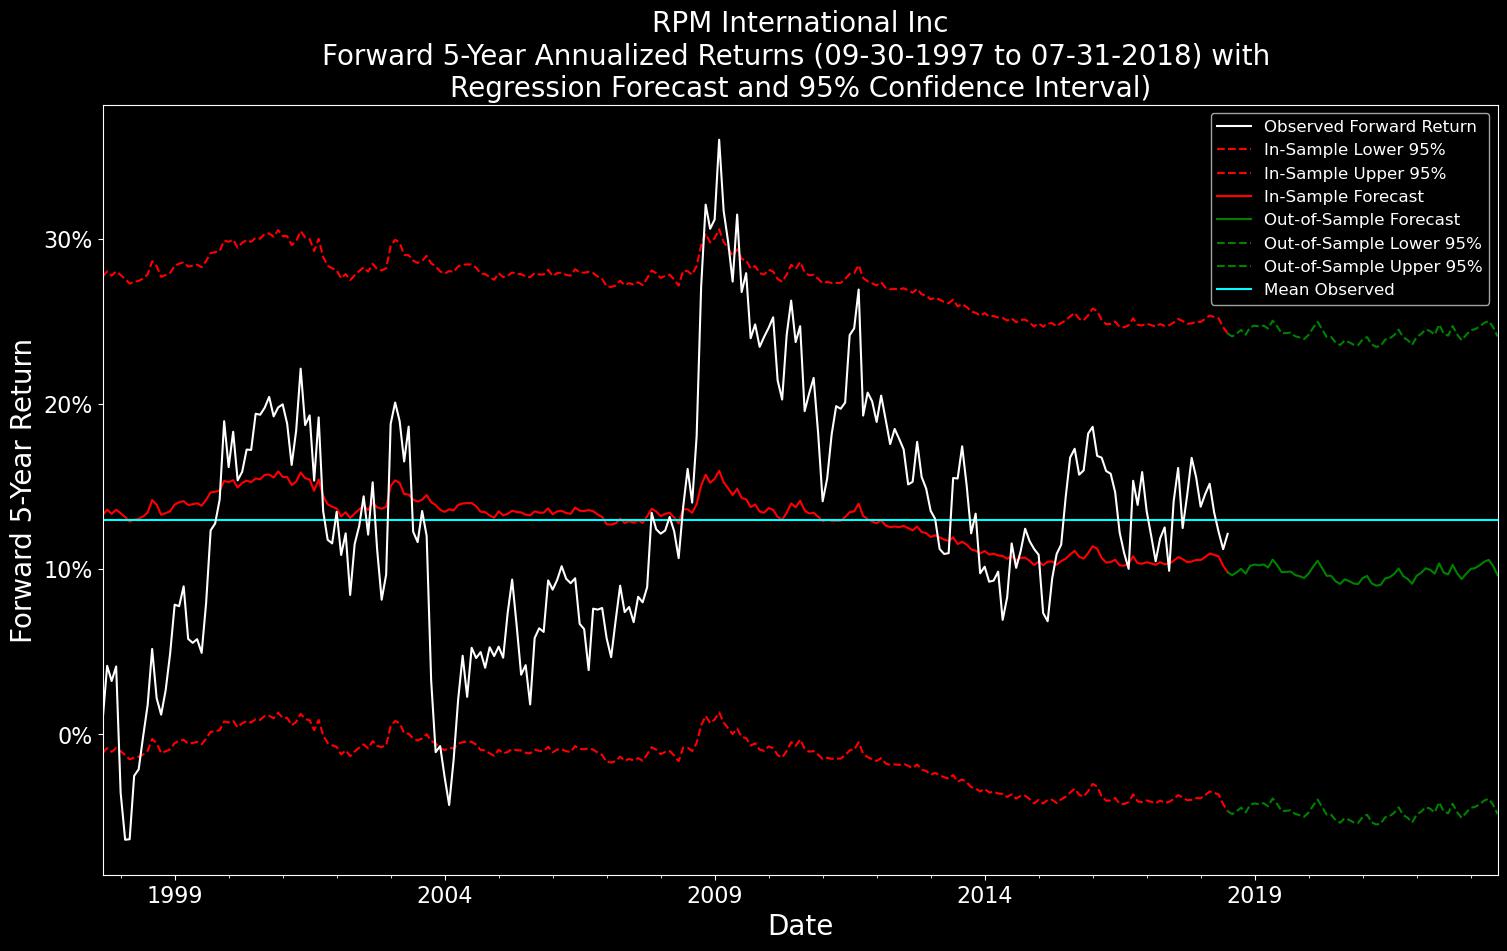 RPM International Inc
Forward 5-Year Annualized Returns (09-30-1997 to 07-31-2018) with
Regression Forecast and 95% Confidence Interval)
Observed Forward Return
In-Sample Lower 95%
In-Sample Upper 95%
In-Sample Forecast
Out-of-Sample Forecast
Out-of-Sample Lower 95%
Out-of-Sample Upper 95%
Mean Observed
Forward 5-Year Return
30%
20%
10%
0%
1999 2004 2009 2014 2019
Date